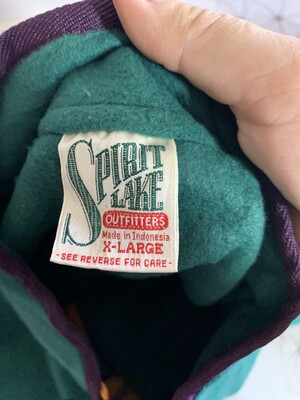 SPIRIT
LAKE
OUTFITTERS
Made in Indonesia
X-LARGE
- SEE REVERSE FOR CARE -